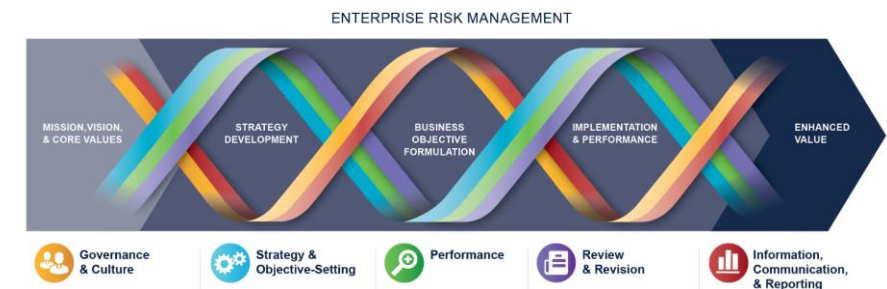 ENTERPRISE RISK MANAGEMENT
MISSION, VISION,
& CORE VALUES
STRATEGY
DEVELOPMENT
BUSINESS
OBJECTIVE
FORMULATION
IMPLEMENTATION
& PERFORMANCE
ENHANCED
VALUE
Governance
& Culture
Strategy &
Objective-Setting
Performance
Review
& Revision
Information,
Communication,
& Reporting